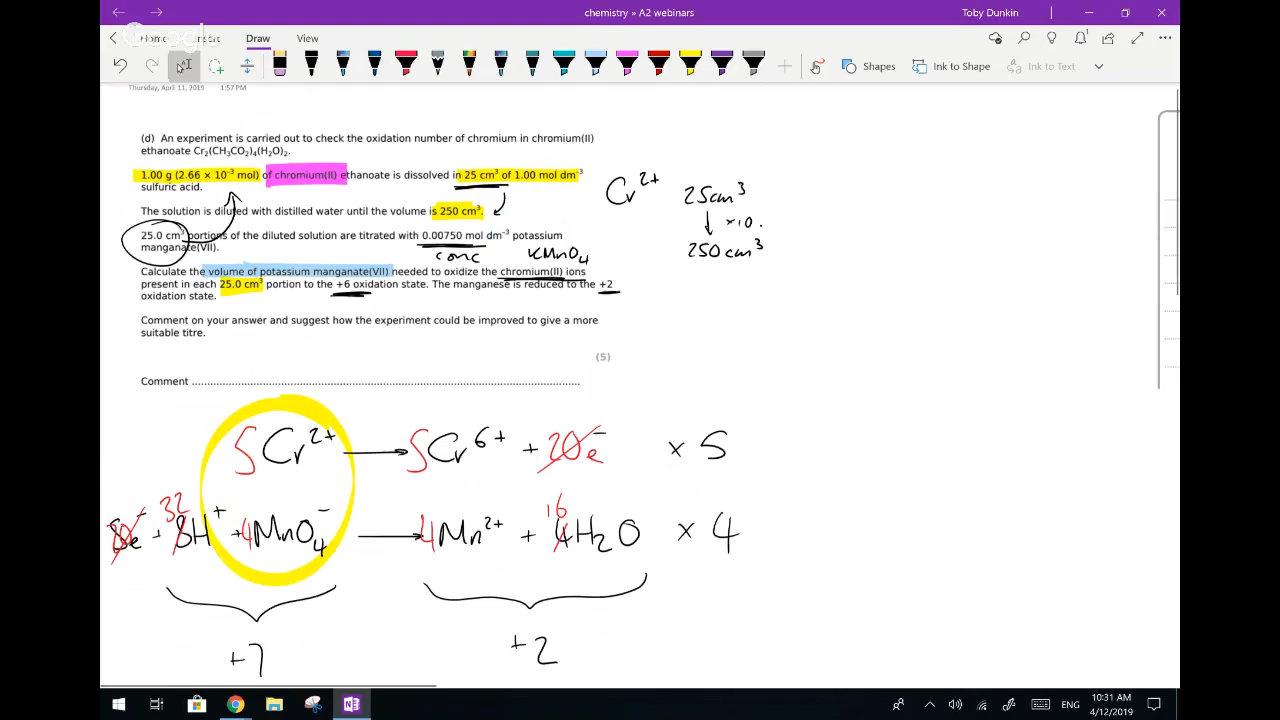 chemistry » A2 webinars
Toby Dunkin
Google
Home
Insert
Draw
View
Shapes
Ink to Shape
Ink to Text
Thursday, April 11, 2019 1:57 PM
(d) An experiment is carried out to check the oxidation number of chromium in chromium(II)
ethanoate Cr₂(CH₃CO₂)₄(H₂O)₂.
1.00 g (2.66 × 10⁻³ mol) of chromium(II) ethanoate is dissolved in 25 cm³ of 1.00 mol dm⁻³
sulfuric acid.
The solution is diluted with distilled water until the volume is 250 cm³.
25.0 cm³ portions of the diluted solution are titrated with 0.00750 mol dm⁻³ potassium
manganate(VII).
conc KMnO₄
Calculate the volume of potassium manganate(VII) needed to oxidize the chromium(II) ions
present in each 25.0 cm³ portion to the +6 oxidation state. The manganese is reduced to the +2
oxidation state.
Comment on your answer and suggest how the experiment could be improved to give a more
suitable titre.
(5)
Comment ................................................................................
Cr²⁺ 25cm³
↓ ×10.
250cm³
5Cr²⁺ → 5Cr⁶⁺ + 20e⁻ × 5
32
16
+ 8H⁺ + 4MnO₄⁻ → 4Mn²⁺ + 4H₂O × 4
+7
+2
10:31 AM
4/12/2019